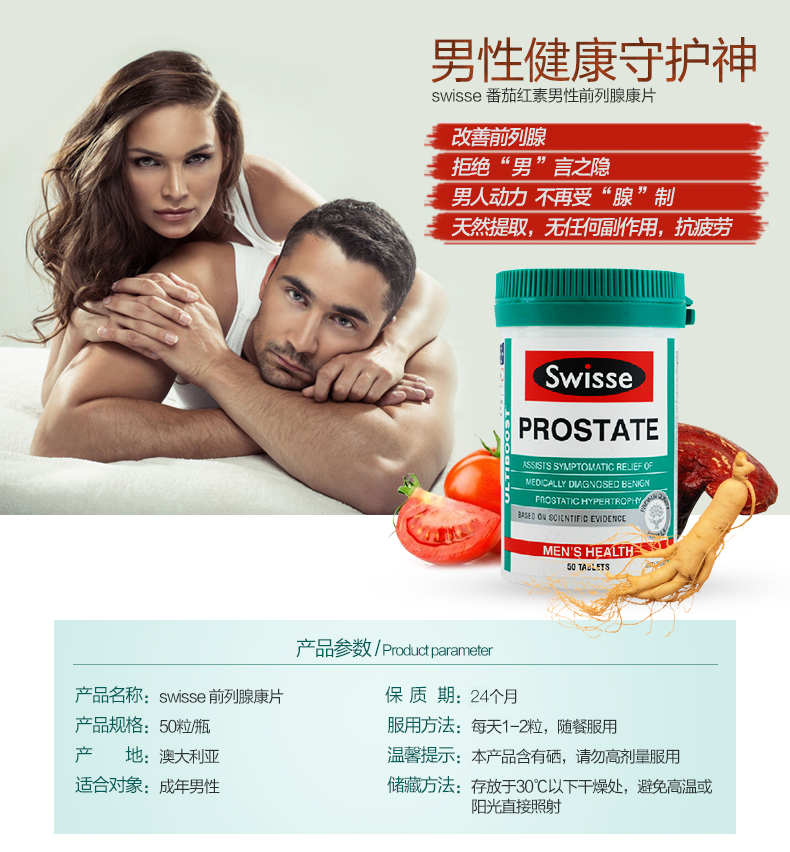 男性健康守护神
swisse 番茄红素男性前列腺康片
改善前列腺
拒绝“男”言之隐
男人动力 不再受“腺”制
天然提取，无任何副作用，抗疲劳
Swisse
PROSTATE
ULTIBOOST
ASSISTS SYMPTOMATIC RELIEF OF
MEDICALLY DIAGNOSED BENIGN
PROSTATIC HYPERTROPHY
BASED ON SCIENTIFIC EVIDENCE
MEN'S HEALTH
50 TABLETS
产品参数 / Product parameter
产品名称： swisse 前列腺康片
保 质 期： 24个月
产品规格： 50粒/瓶
服用方法： 每天1-2粒，随餐服用
产 地： 澳大利亚
温馨提示： 本产品含有硒，请勿高剂量服用
适合对象： 成年男性
储藏方法： 存放于30℃以下干燥处，避免高温或
阳光直接照射